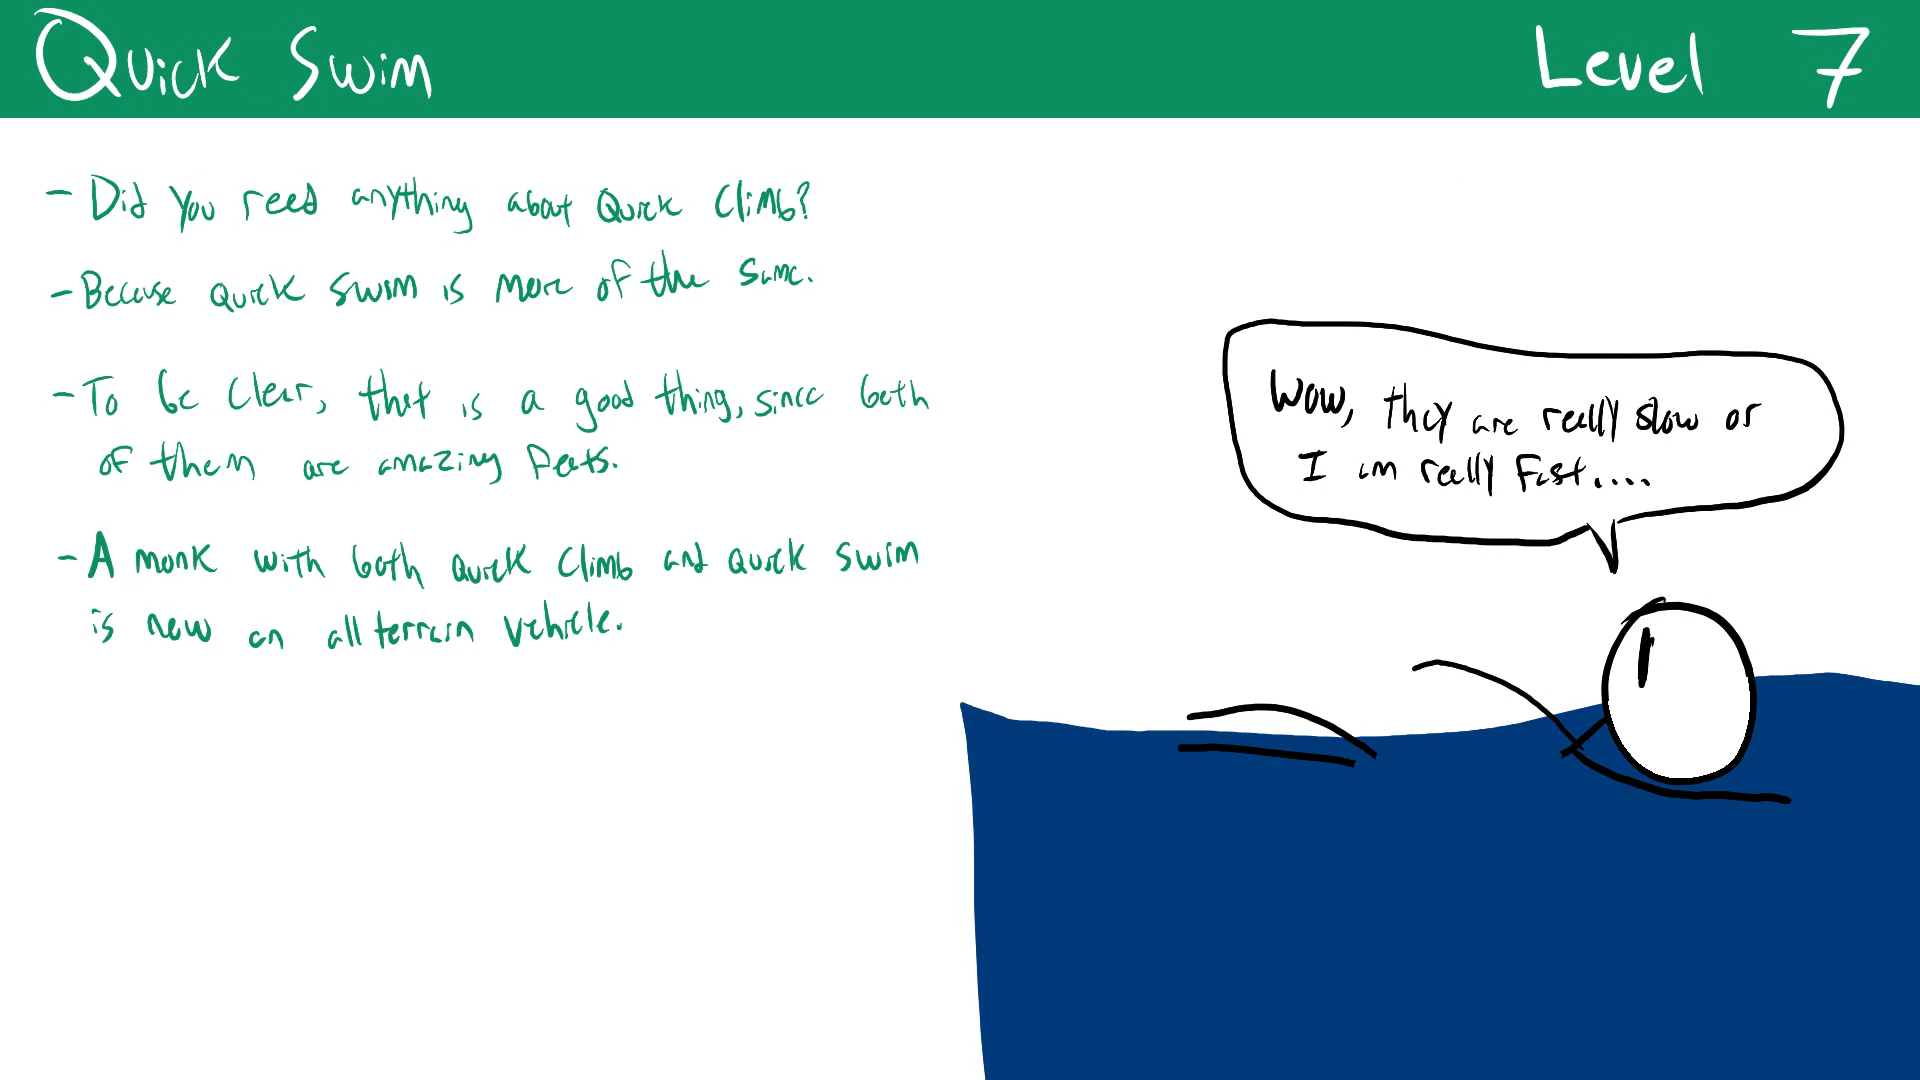 Quick Swim
Level 7
- Did you need anything about Quick Climb?
- Because quick swim is more of the same.
- To be clear, that is a good thing, since both
of them are amazing feats.
- A monk with both quick climb and quick swim
is now an all terrain vehicle.
Wow, they are really slow or
I am really fast....